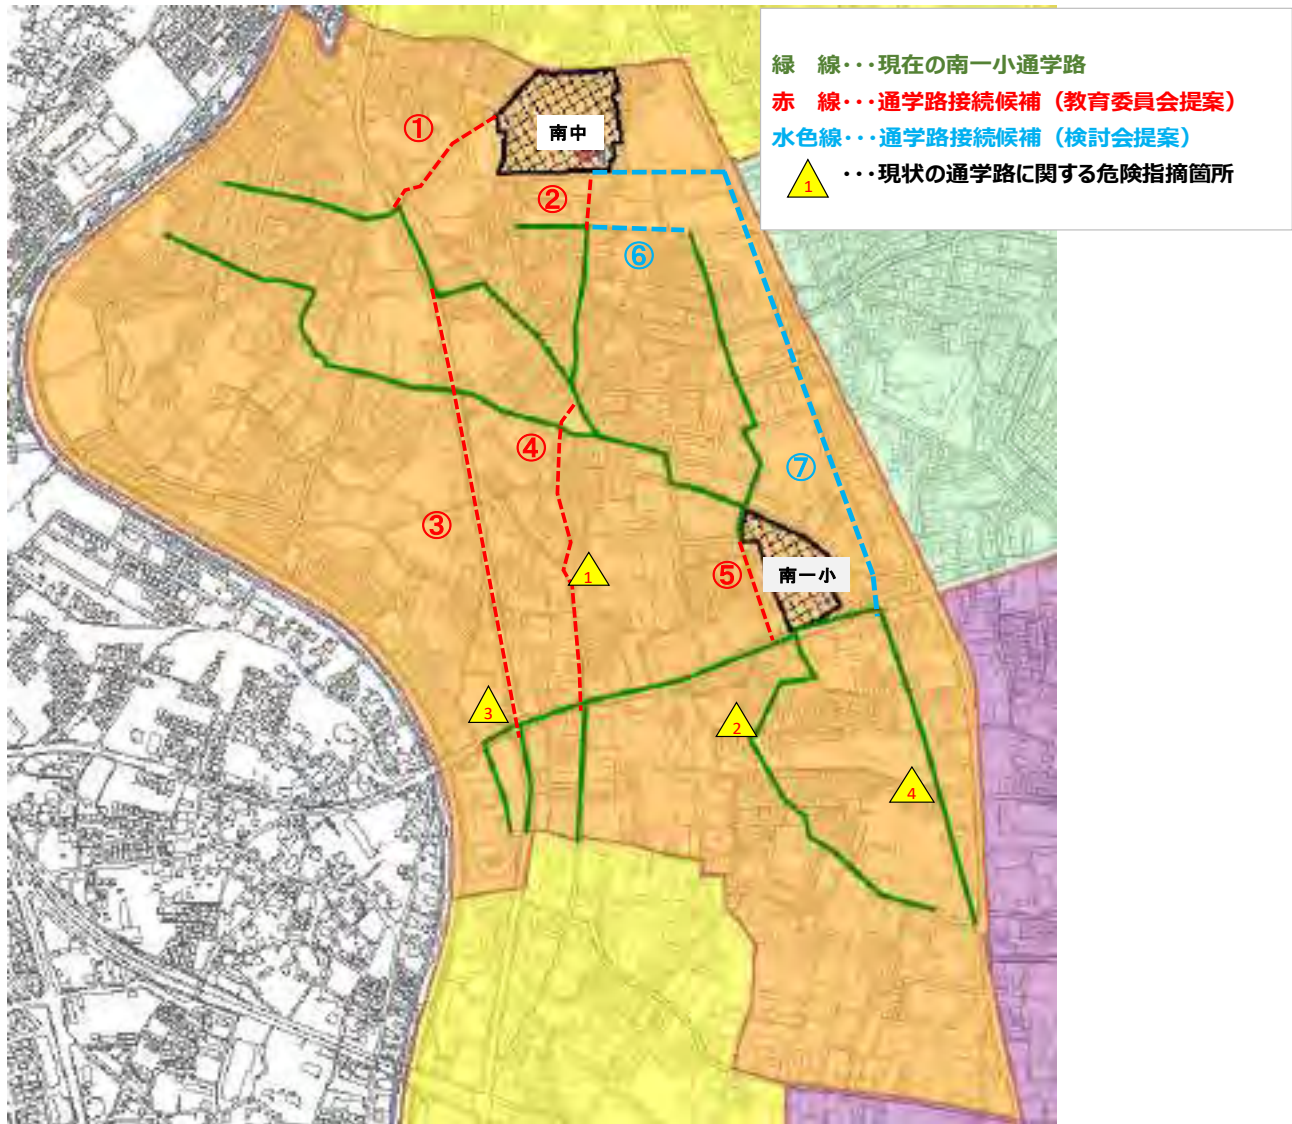 緑　線・・・現在の南一小通学路
赤　線・・・通学路接続候補（教育委員会提案）
水色線・・・通学路接続候補（検討会提案）
1 ・・・現状の通学路に関する危険指摘箇所
①
南中
②
⑥
④
⑦
③
1
⑤
南一小
3
2
4